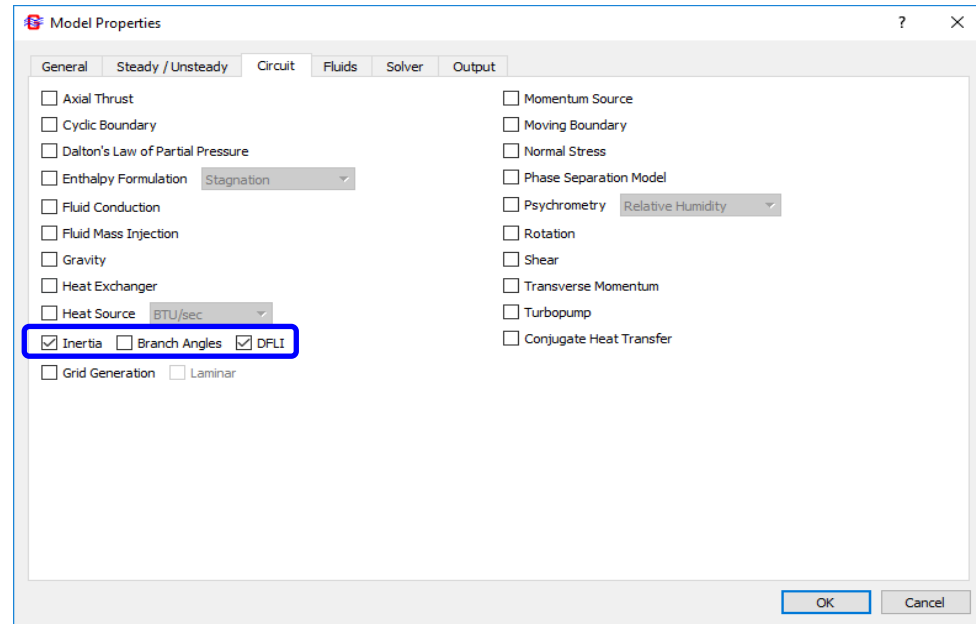 Model Properties
?
General Steady / Unsteady Circuit Fluids Solver Output
Axial Thrust
Cyclic Boundary
Dalton's Law of Partial Pressure
Enthalpy Formulation Stagnation
Fluid Conduction
Fluid Mass Injection
Gravity
Heat Exchanger
Heat Source BTU/sec
Inertia Branch Angles DFLI
Grid Generation Laminar
Momentum Source
Moving Boundary
Normal Stress
Phase Separation Model
Psychrometry Relative Humidity
Rotation
Shear
Transverse Momentum
Turbopump
Conjugate Heat Transfer
OK Cancel